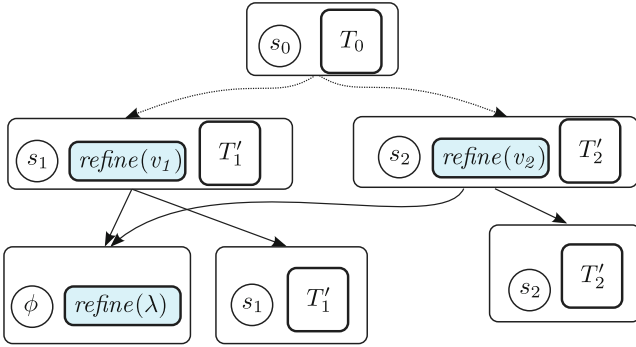 s₀ T₀
s₁ refine(v₁) T′₁
s₂ refine(v₂) T′₂
ϕ refine(λ)
s₁ T′₁
s₂ T′₂